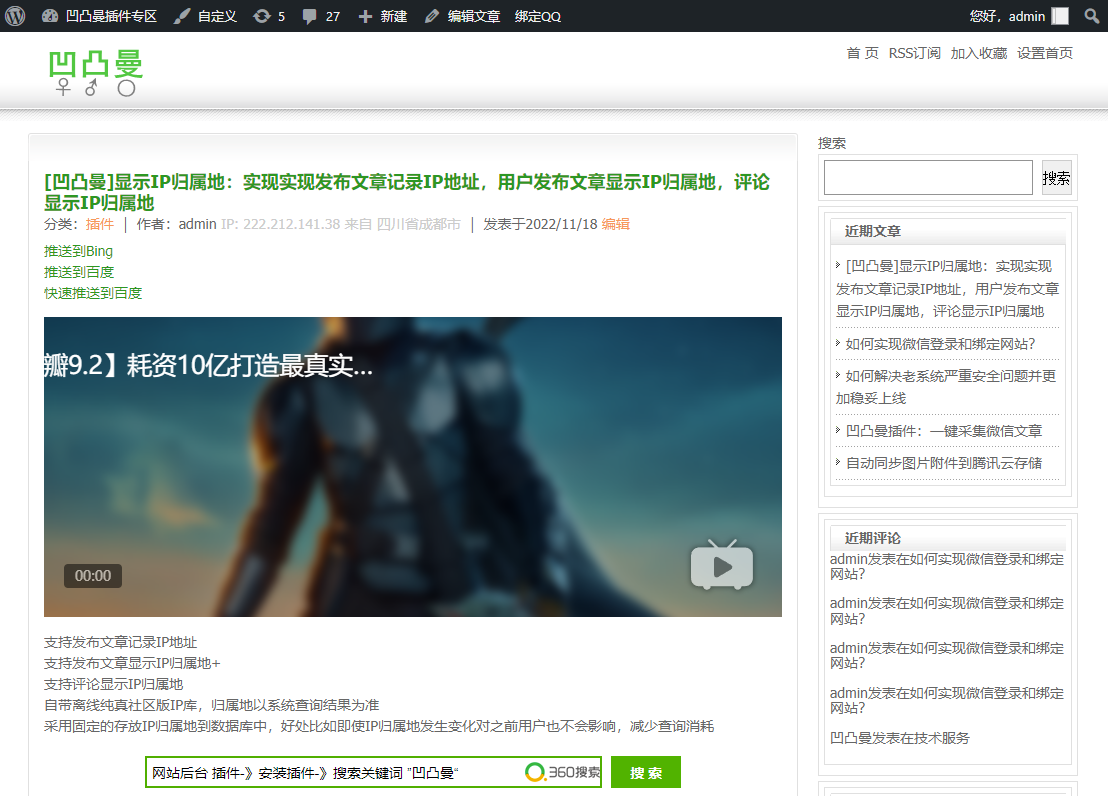 凹凸曼插件专区 自定义 5 27 新建 编辑文章 绑定QQ 您好，admin
凹凸曼
首 页 RSS订阅 加入收藏 设置首页
[凹凸曼]显示IP归属地：实现实现发布文章记录IP地址，用户发布文章显示IP归属地，评论
显示IP归属地
分类：插件 | 作者：admin IP: 222.212.141.38 来自 四川省成都市 | 发表于2022/11/18 编辑
推送到Bing
推送到百度
快速推送到百度
瓣9.2】耗资10亿打造最真实...
00:00
支持发布文章记录IP地址
支持发布文章显示IP归属地+
支持评论显示IP归属地
自带离线纯真社区版IP库，归属地以系统查询结果为准
采用固定的存放IP归属地到数据库中，好处比如即使IP归属地发生变化对之前用户也不会影响，减少查询消耗
网站后台 插件-》安装插件-》搜索关键词 "凹凸曼" 360搜索 搜 索
搜索
搜索
近期文章
[凹凸曼]显示IP归属地：实现实现
发布文章记录IP地址，用户发布文章
显示IP归属地，评论显示IP归属地
如何实现微信登录和绑定网站？
如何解决老系统严重安全问题并更
加稳妥上线
凹凸曼插件：一键采集微信文章
自动同步图片附件到腾讯云存储
近期评论
admin发表在如何实现微信登录和绑定
网站？
admin发表在如何实现微信登录和绑定
网站？
admin发表在如何实现微信登录和绑定
网站？
admin发表在如何实现微信登录和绑定
网站？
凹凸曼发表在技术服务